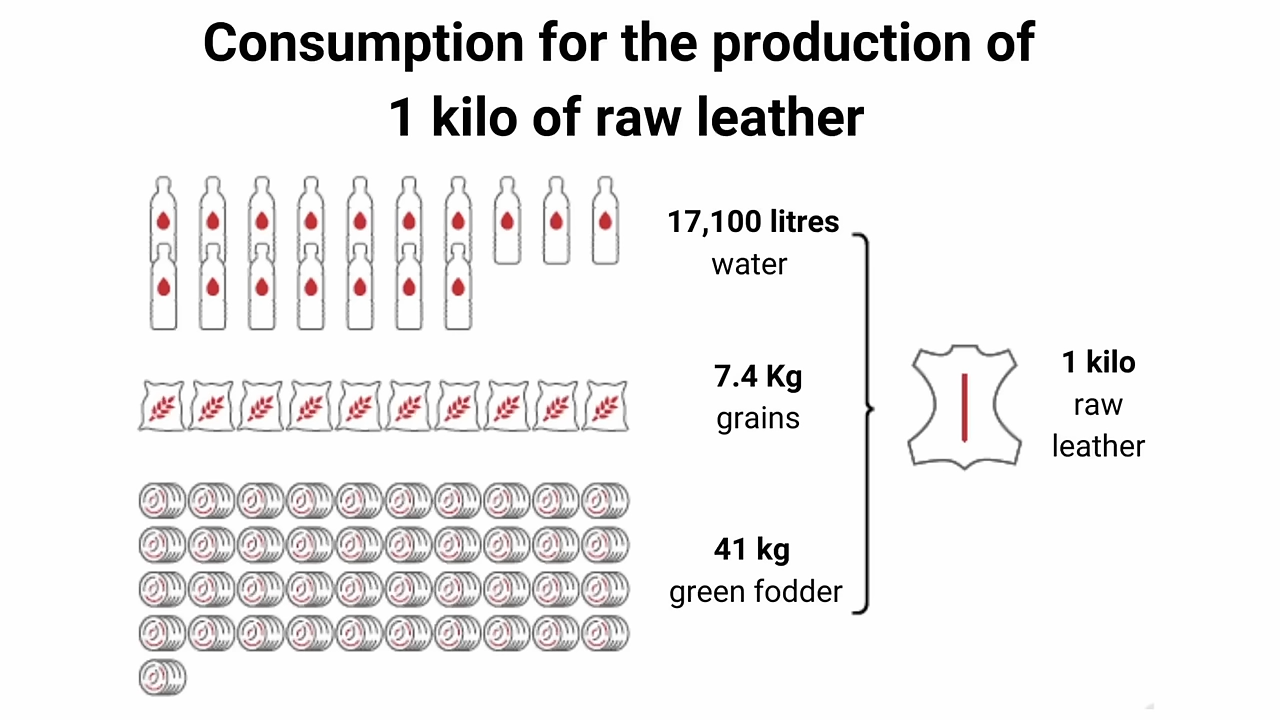 Consumption for the production of
1 kilo of raw leather
17,100 litres
water
7.4 Kg
grains
41 kg
green fodder
1 kilo
raw
leather